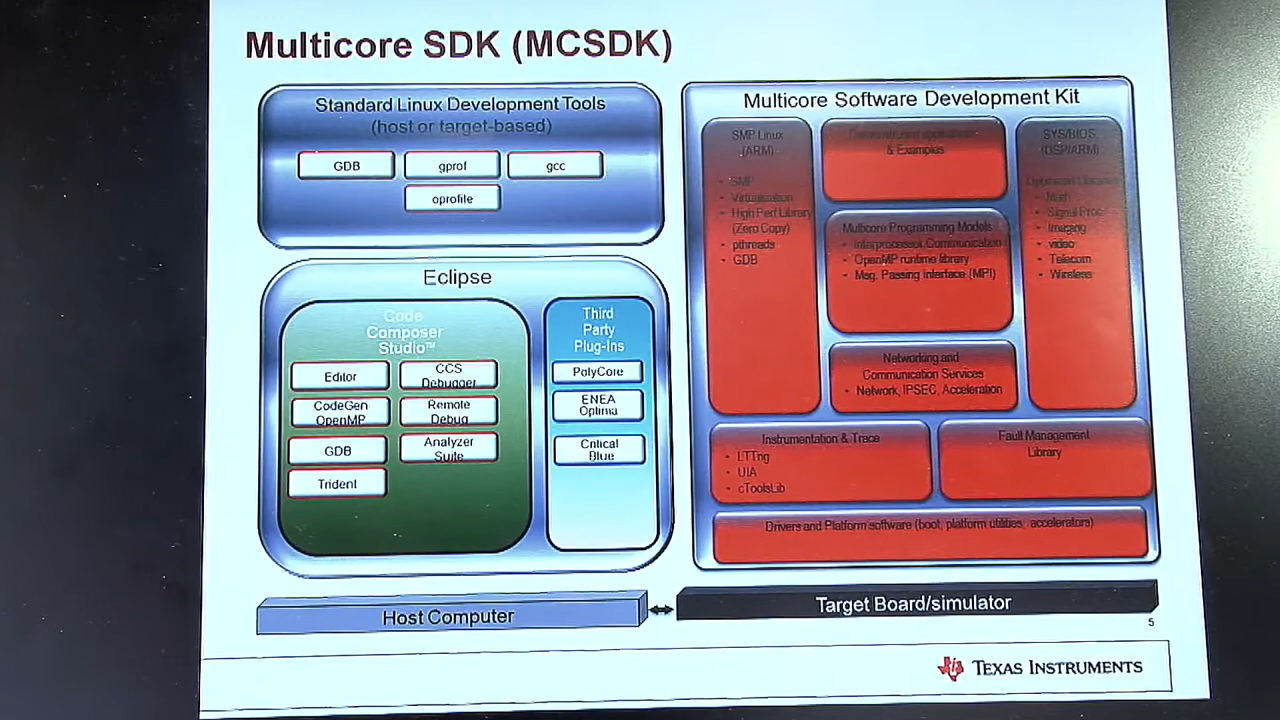 Multicore SDK (MCSDK)
Standard Linux Development Tools
(host or target-based)
GDB
gprof
gcc
oprofile
Eclipse
Code
Composer
Studio™
Editor
CCS
Debugger
CodeGen
OpenMP
Remote
Debug
GDB
Analyzer
Suite
Trident
Third
Party
Plug-Ins
PolyCore
ENEA
Optima
Critical
Blue
Host Computer
Multicore Software Development Kit
SMP Linux
(ARM)
• SMP
• Virtualization
• High Perf Library
(Zero Copy)
• pthreads
• GDB
& Examples
Multicore Programming Models
• Interprocessor Communication
• OpenMP runtime library
• Msg. Passing Interface (MPI)
Networking and
Communication Services
• Network, IPSEC, Acceleration
SYS/BIOS
(DSP/ARM)
Optimized Libraries
• Math
• Signal Proc
• Imaging
• video
• Telecom
• Wireless
Instrumentation & Trace
• LTTng
• UIA
• cToolsLib
Fault Management
Library
Drivers and Platform software (boot, platform utilities, accelerators)
Target Board/simulator
5
TEXAS INSTRUMENTS